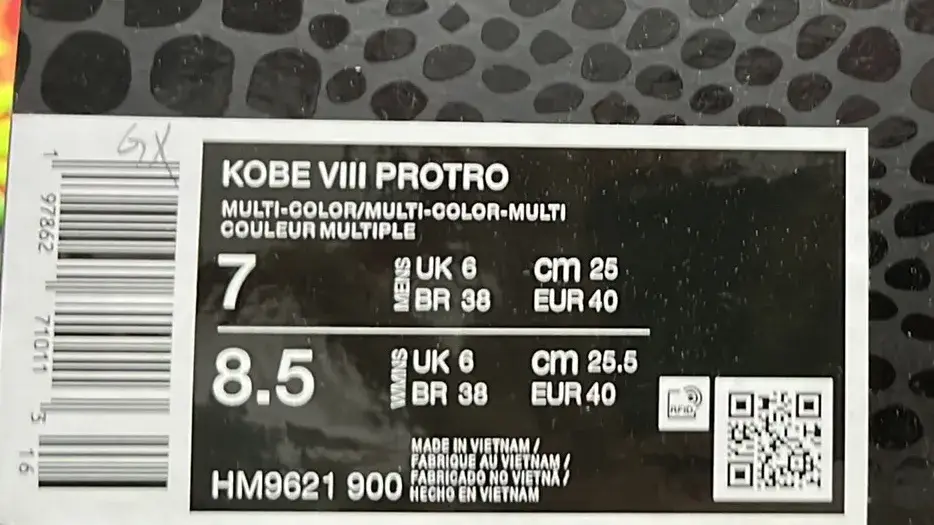 GX
1 97862 71011 3 16
KOBE VIII PROTRO
MULTI-COLOR/MULTI-COLOR-MULTI
COULEUR MULTIPLE
7 MENS UK 6 cm 25
BR 38 EUR 40
8.5 WMNS UK 6 cm 25.5
BR 38 EUR 40
RFID
HM9621 900
MADE IN VIETNAM /
FABRIQUE AU VIETNAM /
FABRICADO NO VIETNÃ /
HECHO EN VIETNAM